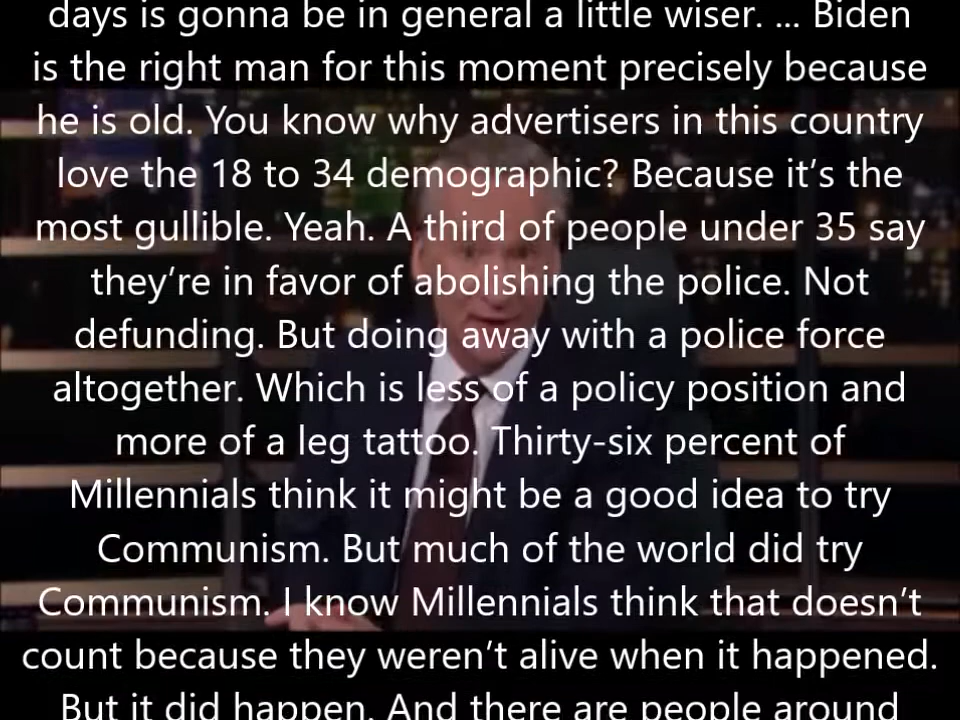 days is gonna be in general a little wiser. ... Biden
is the right man for this moment precisely because
he is old. You know why advertisers in this country
love the 18 to 34 demographic? Because it’s the
most gullible. Yeah. A third of people under 35 say
they’re in favor of abolishing the police. Not
defunding. But doing away with a police force
altogether. Which is less of a policy position and
more of a leg tattoo. Thirty-six percent of
Millennials think it might be a good idea to try
Communism. But much of the world did try
Communism. I know Millennials think that doesn’t
count because they weren’t alive when it happened.
But it did happen. And there are people around